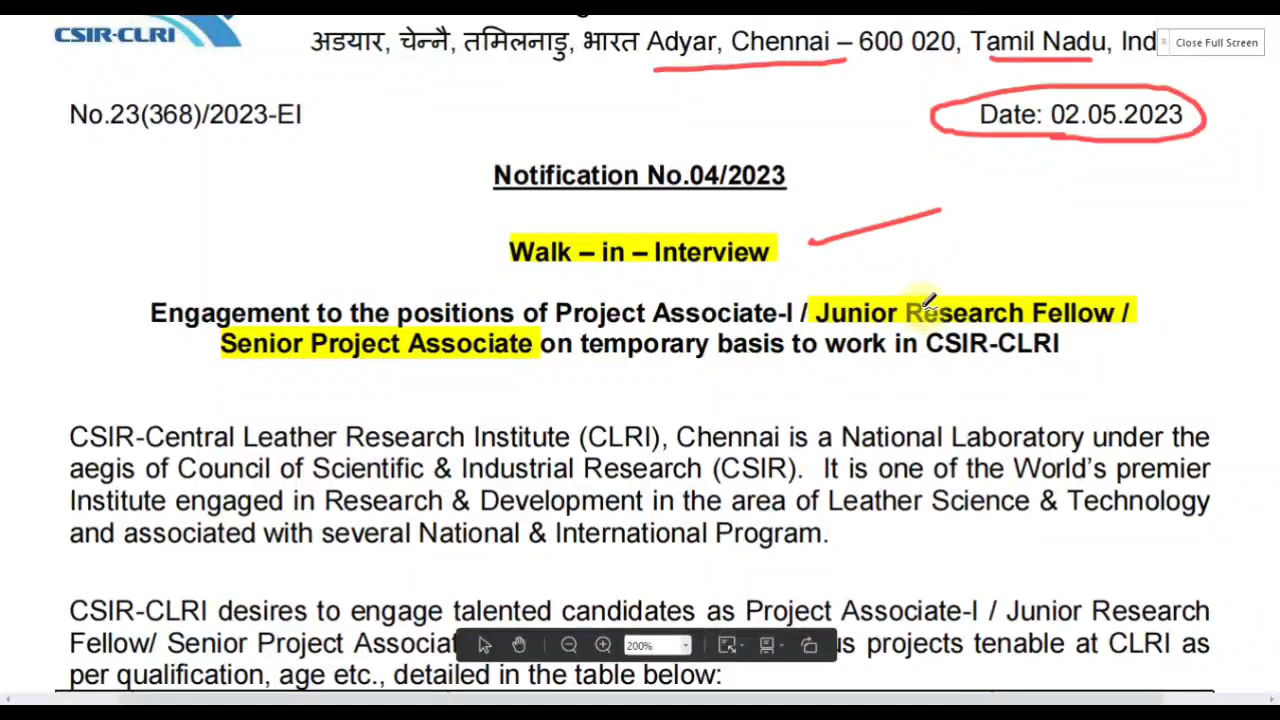 CSIR-CLRI
अडयार, चेन्नै, तमिलनाडु, भारत Adyar, Chennai – 600 020, Tamil Nadu, Ind
Close Full Screen
No.23(368)/2023-EI Date: 02.05.2023
Notification No.04/2023
Walk – in – Interview
Engagement to the positions of Project Associate-I / Junior Research Fellow /
Senior Project Associate on temporary basis to work in CSIR-CLRI
CSIR-Central Leather Research Institute (CLRI), Chennai is a National Laboratory under the
aegis of Council of Scientific & Industrial Research (CSIR). It is one of the World's premier
Institute engaged in Research & Development in the area of Leather Science & Technology
and associated with several National & International Program.
CSIR-CLRI desires to engage talented candidates as Project Associate-I / Junior Research
Fellow/ Senior Project Associat 200% us projects tenable at CLRI as
per qualification, age etc., detailed in the table below: